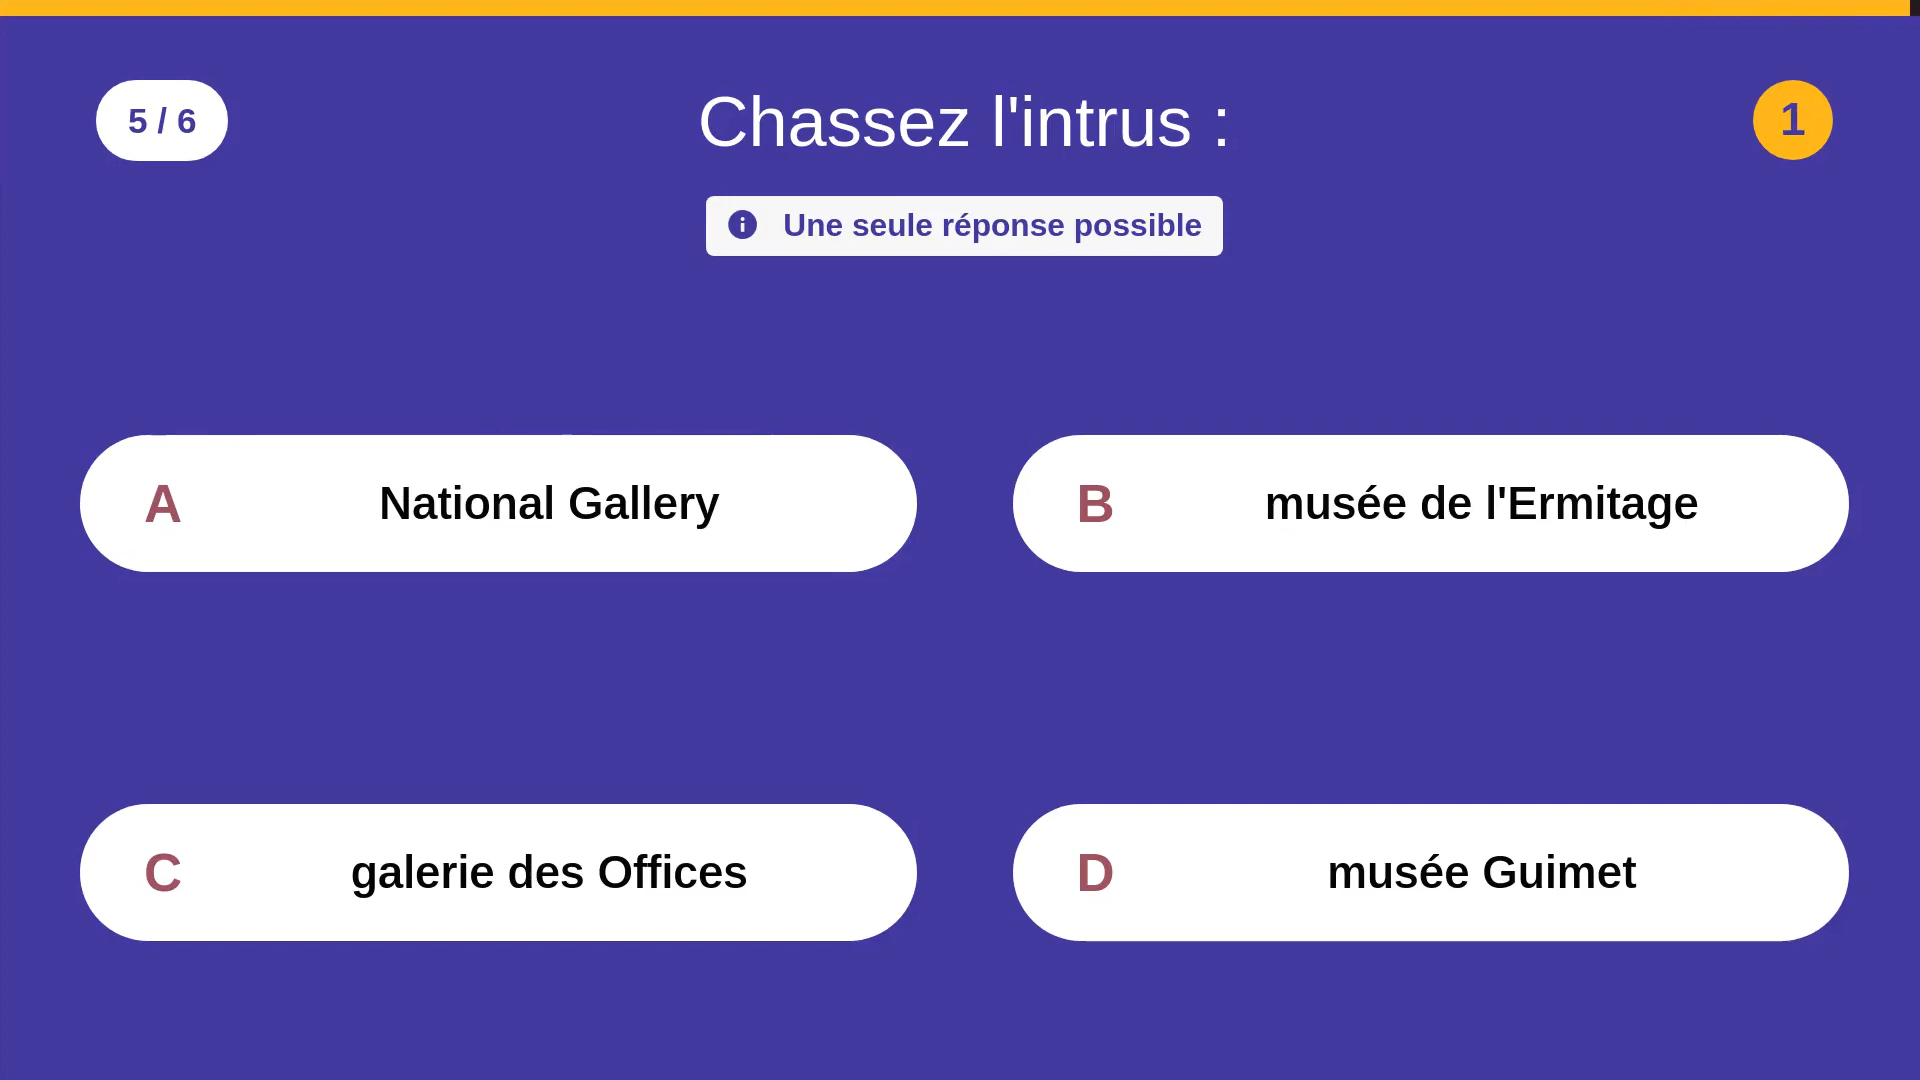 5 / 6
Chassez l'intrus :
1
Une seule réponse possible
A
National Gallery
B
musée de l'Ermitage
C
galerie des Offices
D
musée Guimet